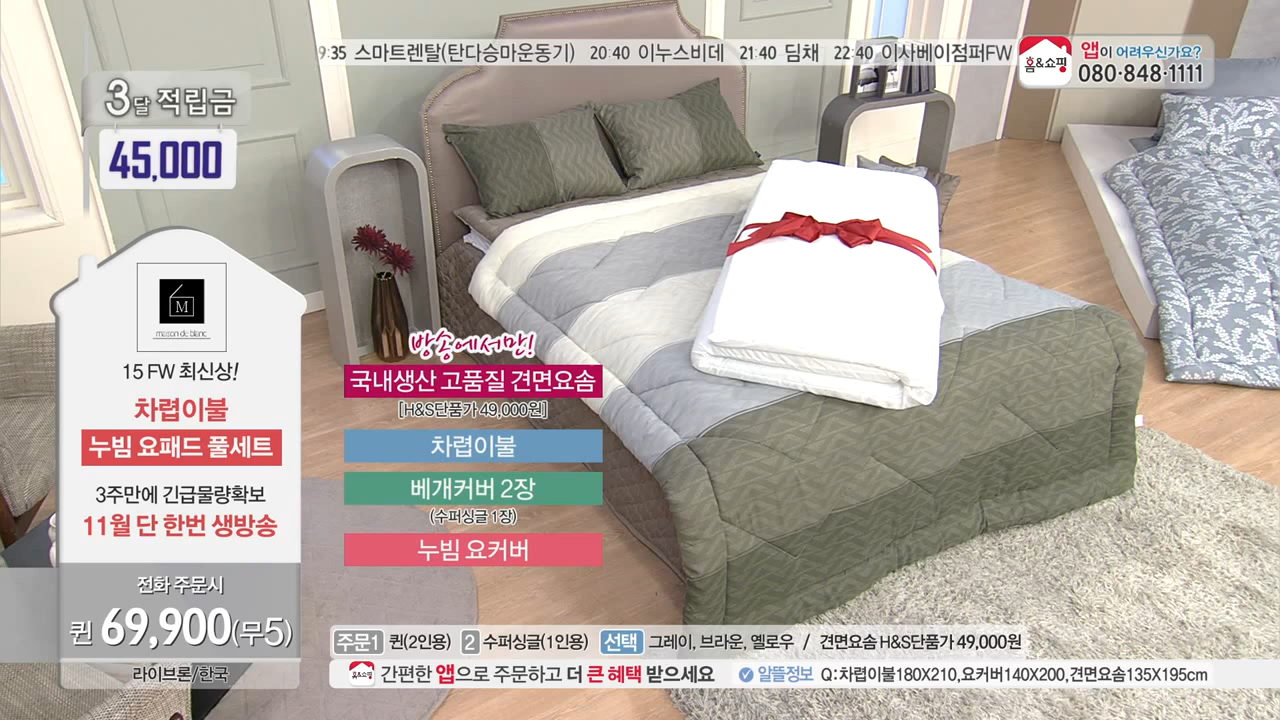 9:35 스마트렌탈(탄다승마운동기) 20:40 이누스비데 21:40 딤채 22:40 이사베이점퍼FW
홈&쇼핑
앱이 어려우신가요?
080·848·1111
3달 적립금
45,000
M
maison de blanc
15 FW 최신상!
차렵이불
누빔 요패드 풀세트
3주만에 긴급물량확보
11월 단 한번 생방송
전화 주문시
퀸 69,900(무5)
라이브론/한국
방송에서만!
국내생산 고품질 견면요솜
[H&S단품가 49,000원]
차렵이불
베개커버 2장
(수퍼싱글 1장)
누빔 요커버
주문1 퀸(2인용) 2 수퍼싱글(1인용) 선택 그레이, 브라운, 옐로우 / 견면요솜 H&S단품가 49,000원
홈&쇼핑 간편한 앱으로 주문하고 더 큰 혜택 받으세요 알뜰정보 Q:차렵이불180X210,요커버140X200,견면요솜135X195cm